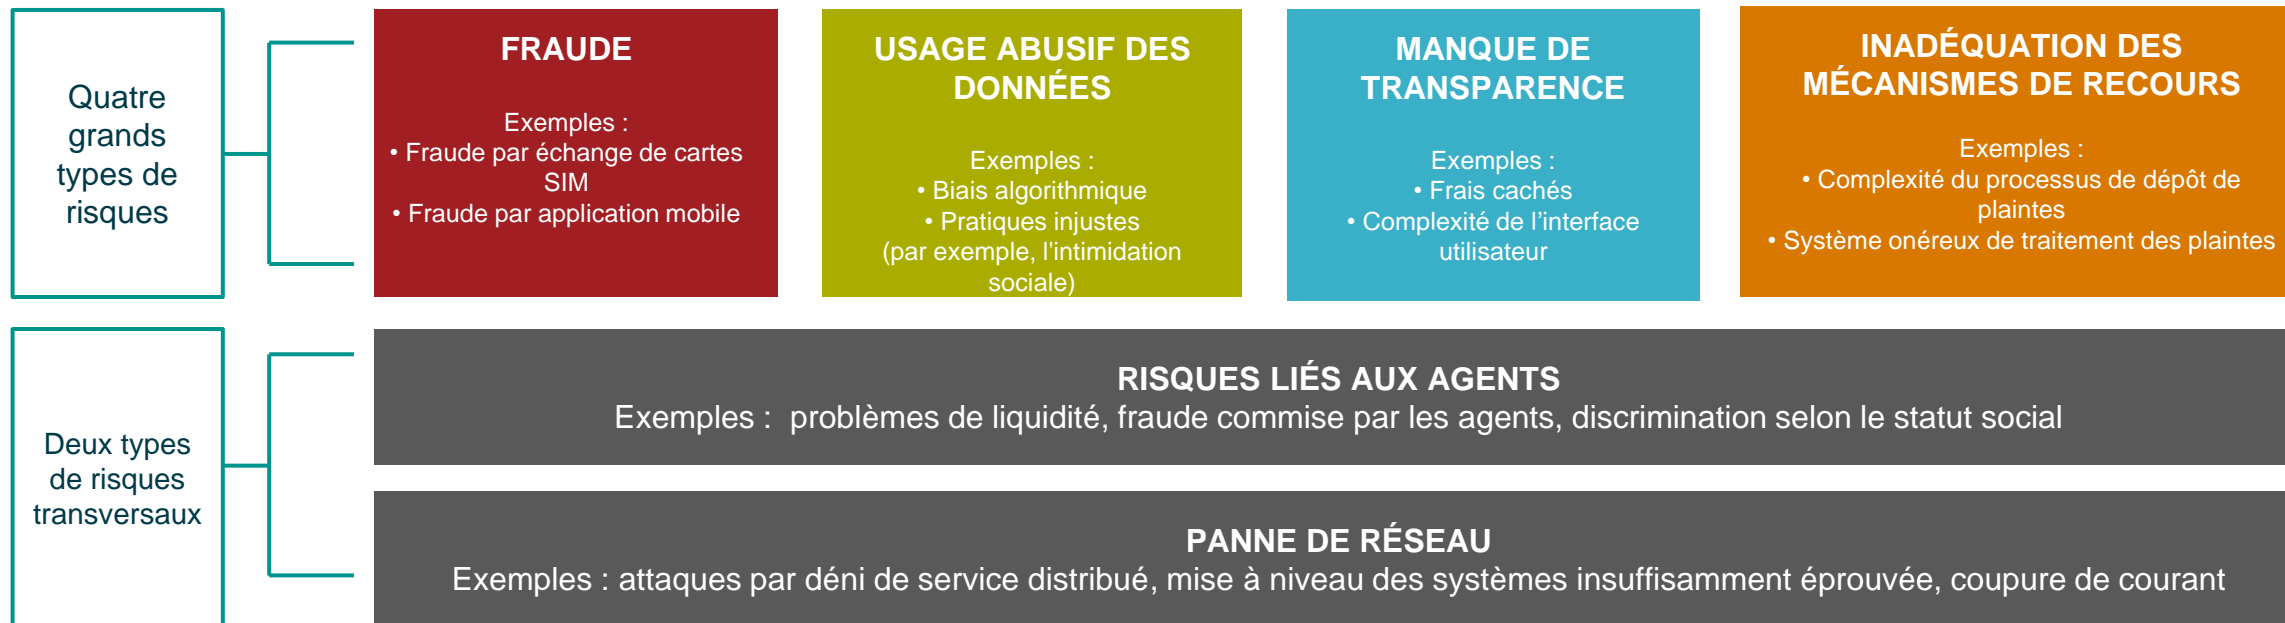 Quatre
grands
types de
risques
FRAUDE
Exemples :
• Fraude par échange de cartes
SIM
• Fraude par application mobile
USAGE ABUSIF DES
DONNÉES
Exemples :
• Biais algorithmique
• Pratiques injustes
(par exemple, l'intimidation
sociale)
MANQUE DE
TRANSPARENCE
Exemples :
• Frais cachés
• Complexité de l’interface
utilisateur
INADÉQUATION DES
MÉCANISMES DE RECOURS
Exemples :
• Complexité du processus de dépôt de
plaintes
• Système onéreux de traitement des plaintes
Deux types
de risques
transversaux
RISQUES LIÉS AUX AGENTS
Exemples : problèmes de liquidité, fraude commise par les agents, discrimination selon le statut social
PANNE DE RÉSEAU
Exemples : attaques par déni de service distribué, mise à niveau des systèmes insuffisamment éprouvée, coupure de courant